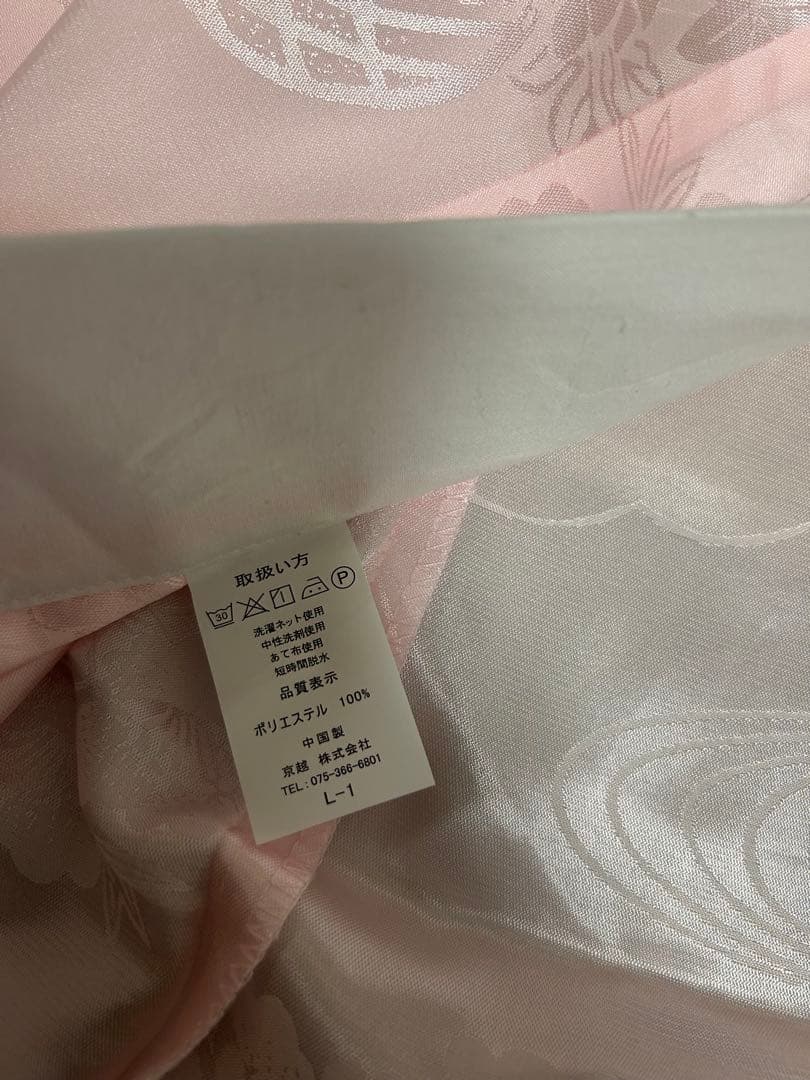 取扱い方
30 P
洗濯ネット使用
中性洗剤使用
あて布使用
短時間脱水
品質表示
ポリエステル 100%
中国製
京越 株式会社
TEL:075-366-6801
L-1